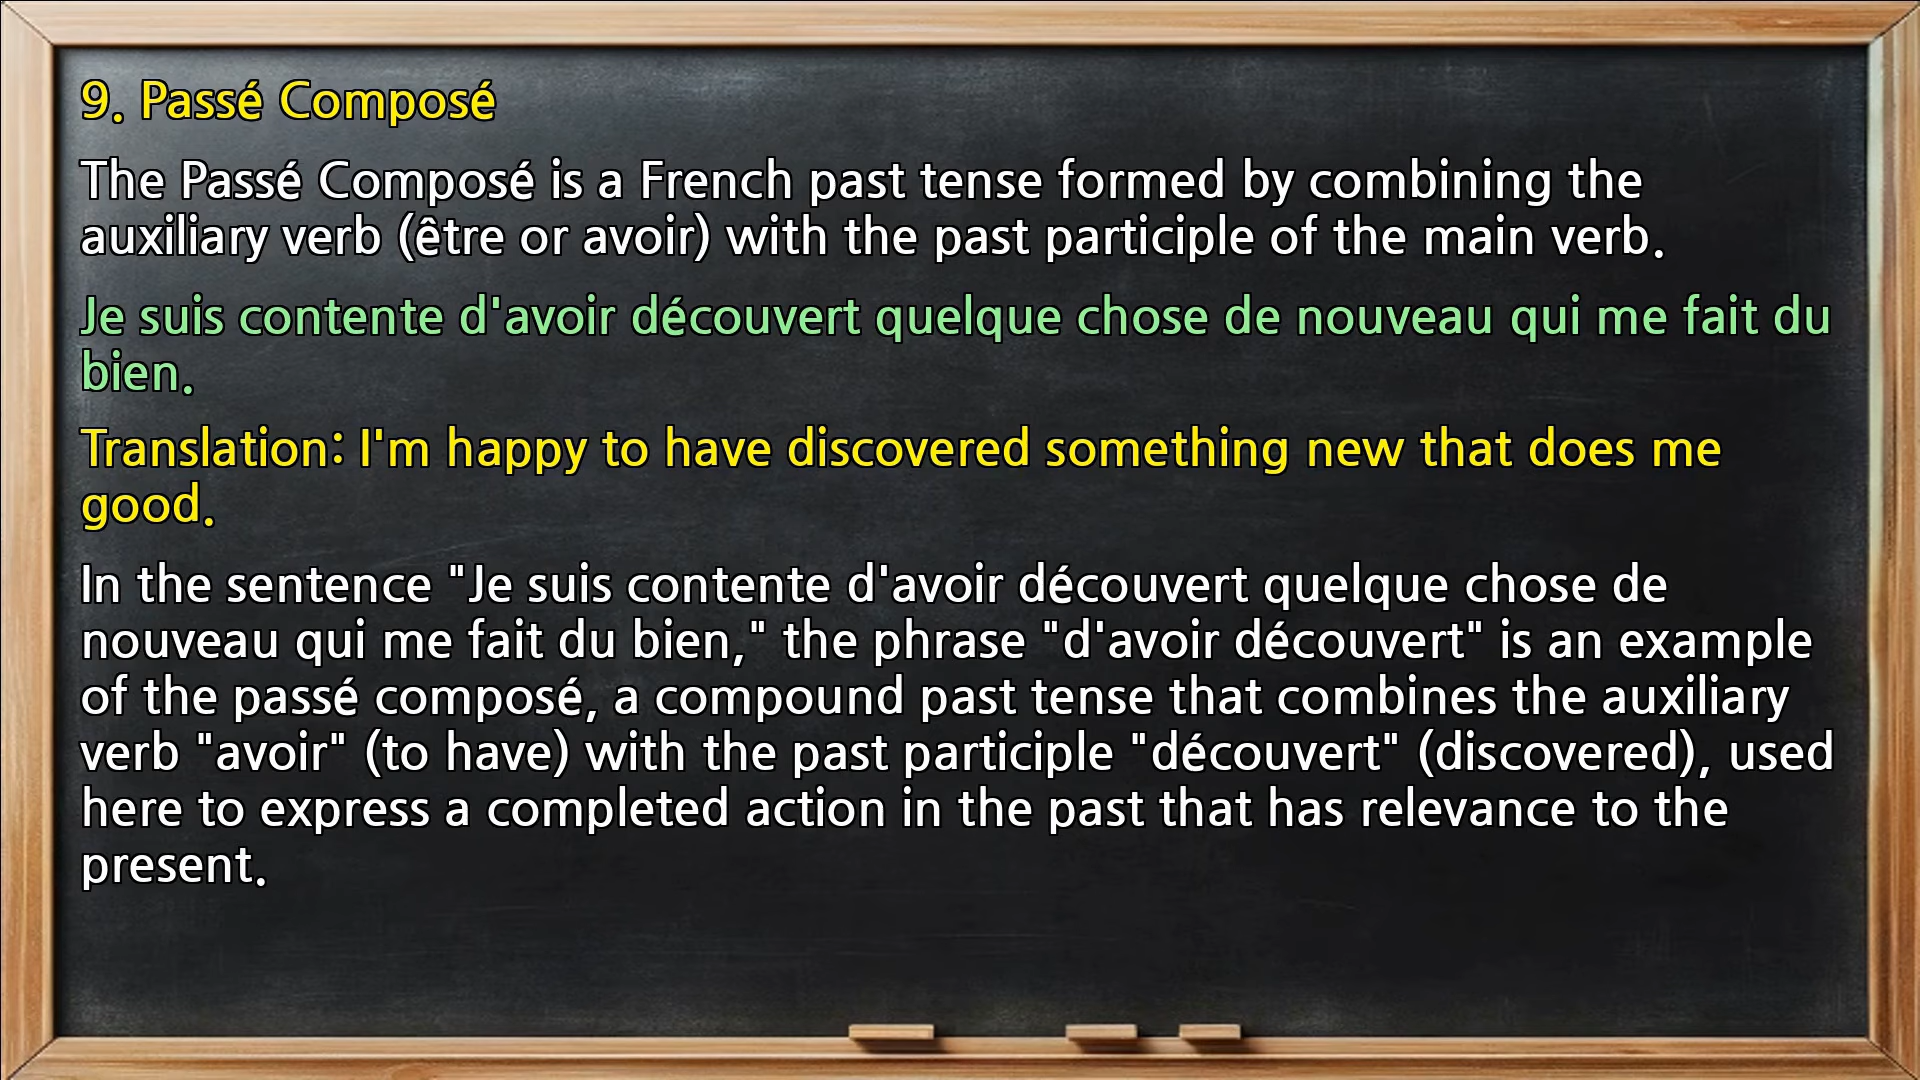 9. Passé Composé
The Passé Composé is a French past tense formed by combining the
auxiliary verb (être or avoir) with the past participle of the main verb.
Je suis contente d'avoir découvert quelque chose de nouveau qui me fait du
bien.
Translation: I'm happy to have discovered something new that does me
good.
In the sentence "Je suis contente d'avoir découvert quelque chose de
nouveau qui me fait du bien," the phrase "d'avoir découvert" is an example
of the passé composé, a compound past tense that combines the auxiliary
verb "avoir" (to have) with the past participle "découvert" (discovered), used
here to express a completed action in the past that has relevance to the
present.